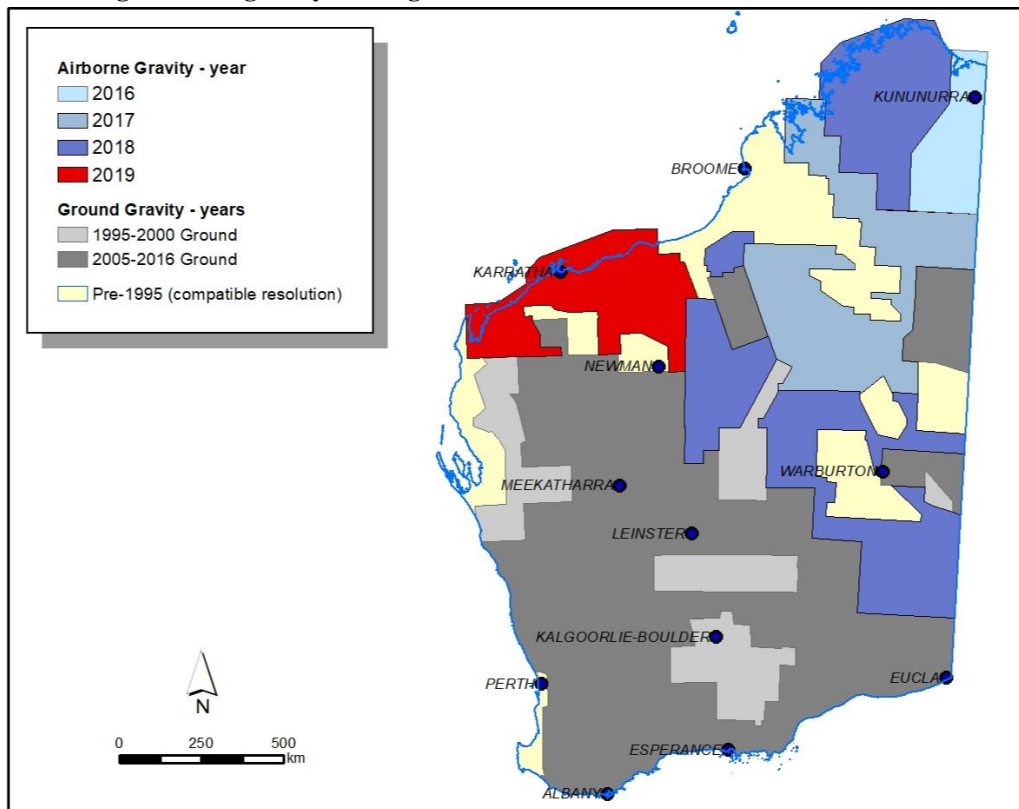 Airborne Gravity - year
2016
2017
2018
2019
Ground Gravity - years
1995-2000 Ground
2005-2016 Ground
Pre-1995 (compatible resolution)
KUNUNURRA
BROOME
KARRATHA
NEWMAN
WARBURTON
MEEKATHARRA
LEINSTER
KALGOORLIE-BOULDER
EUCLA
PERTH
N
0 250 500
km
ESPERANCE
ALBANY